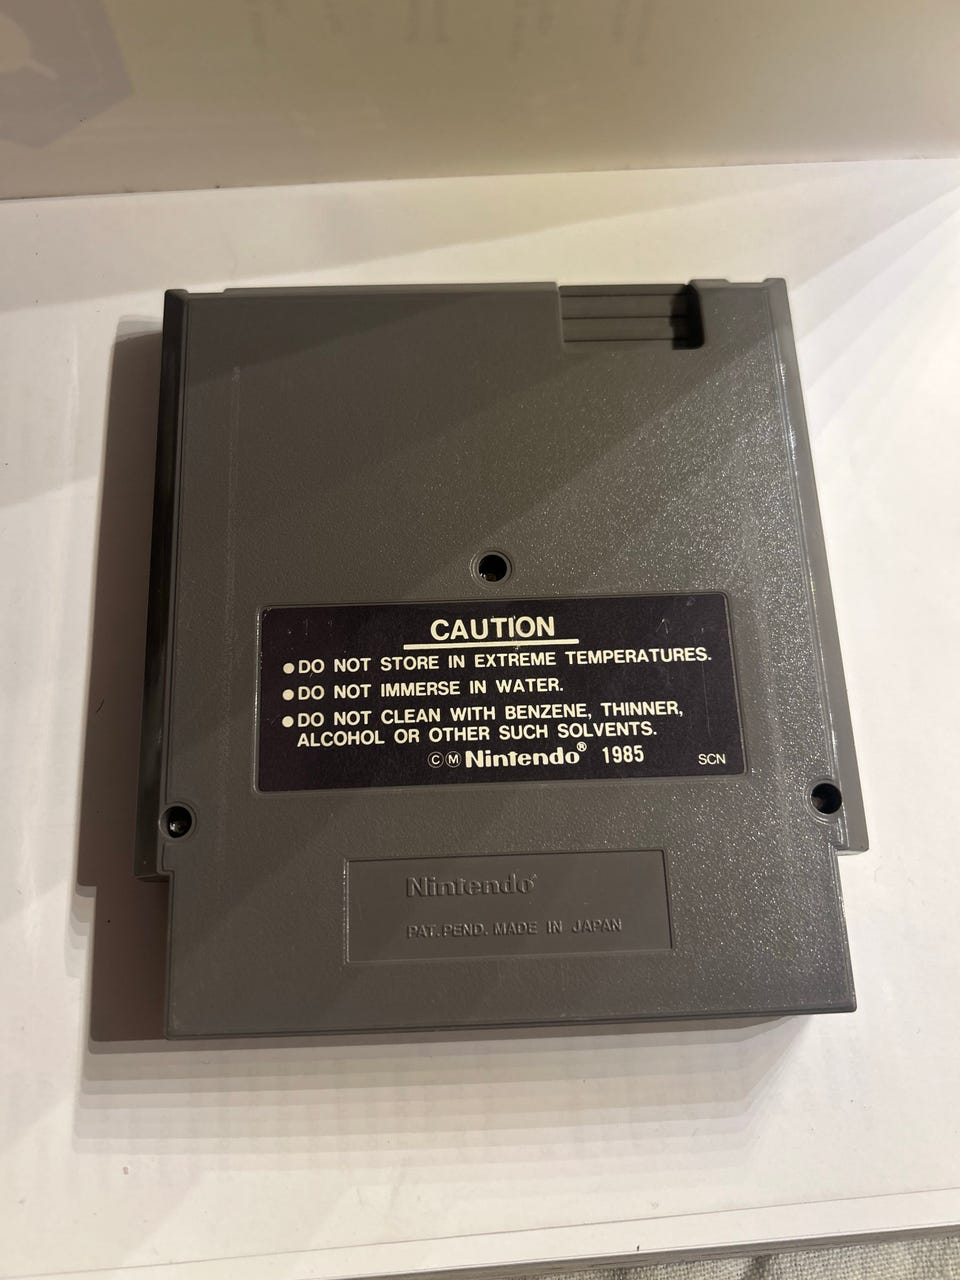 CAUTION
●DO NOT STORE IN EXTREME TEMPERATURES.
●DO NOT IMMERSE IN WATER.
●DO NOT CLEAN WITH BENZENE, THINNER,
ALCOHOL OR OTHER SUCH SOLVENTS.
ⒸⓂ Nintendo® 1985 SCN
Nintendo®
PAT.PEND. MADE IN JAPAN